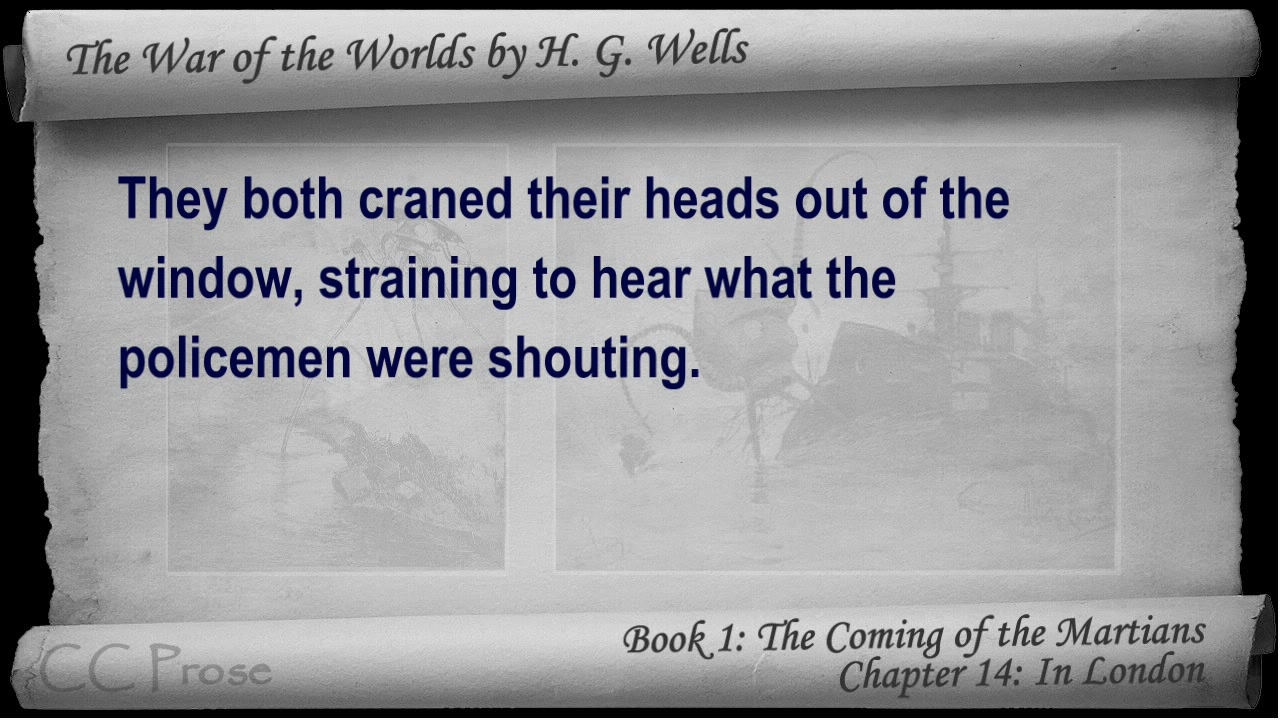 The War of the Worlds by H. G. Wells
They both craned their heads out of the
window, straining to hear what the
policemen were shouting.
Book 1: The Coming of the Martians
Chapter 14: In London
CC Prose